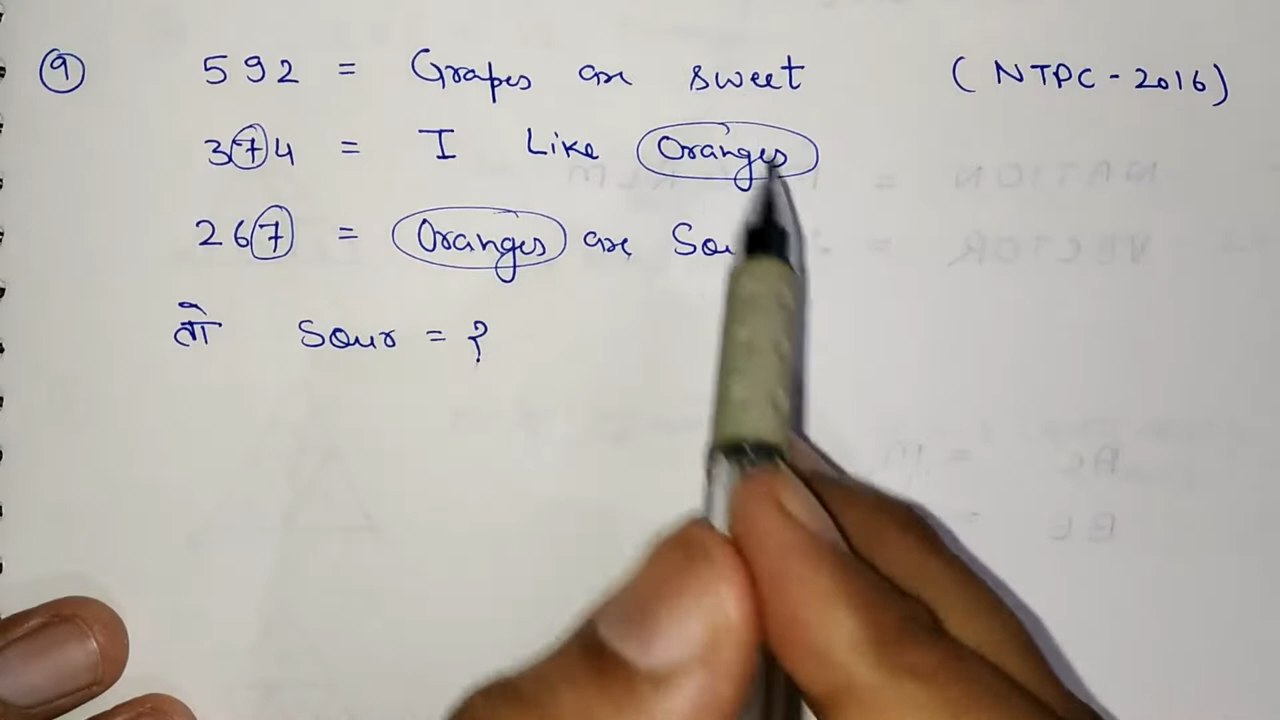 9 592 = Grapes are sweet (NTPC-2016)
374 = I Like Oranges
267 = Oranges are
तो Sour = ?